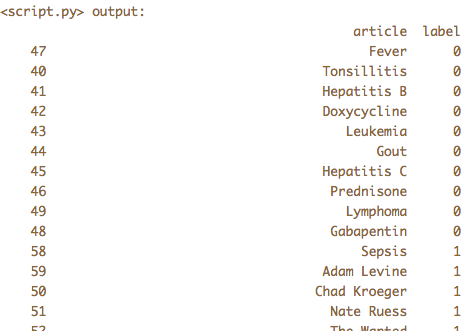 <script.py> output:
article label
47 Fever 0
40 Tonsillitis 0
41 Hepatitis B 0
42 Doxycycline 0
43 Leukemia 0
44 Gout 0
45 Hepatitis C 0
46 Prednisone 0
49 Lymphoma 0
48 Gabapentin 0
58 Sepsis 1
59 Adam Levine 1
50 Chad Kroeger 1
51 Nate Ruess 1
52 The Wanted 1